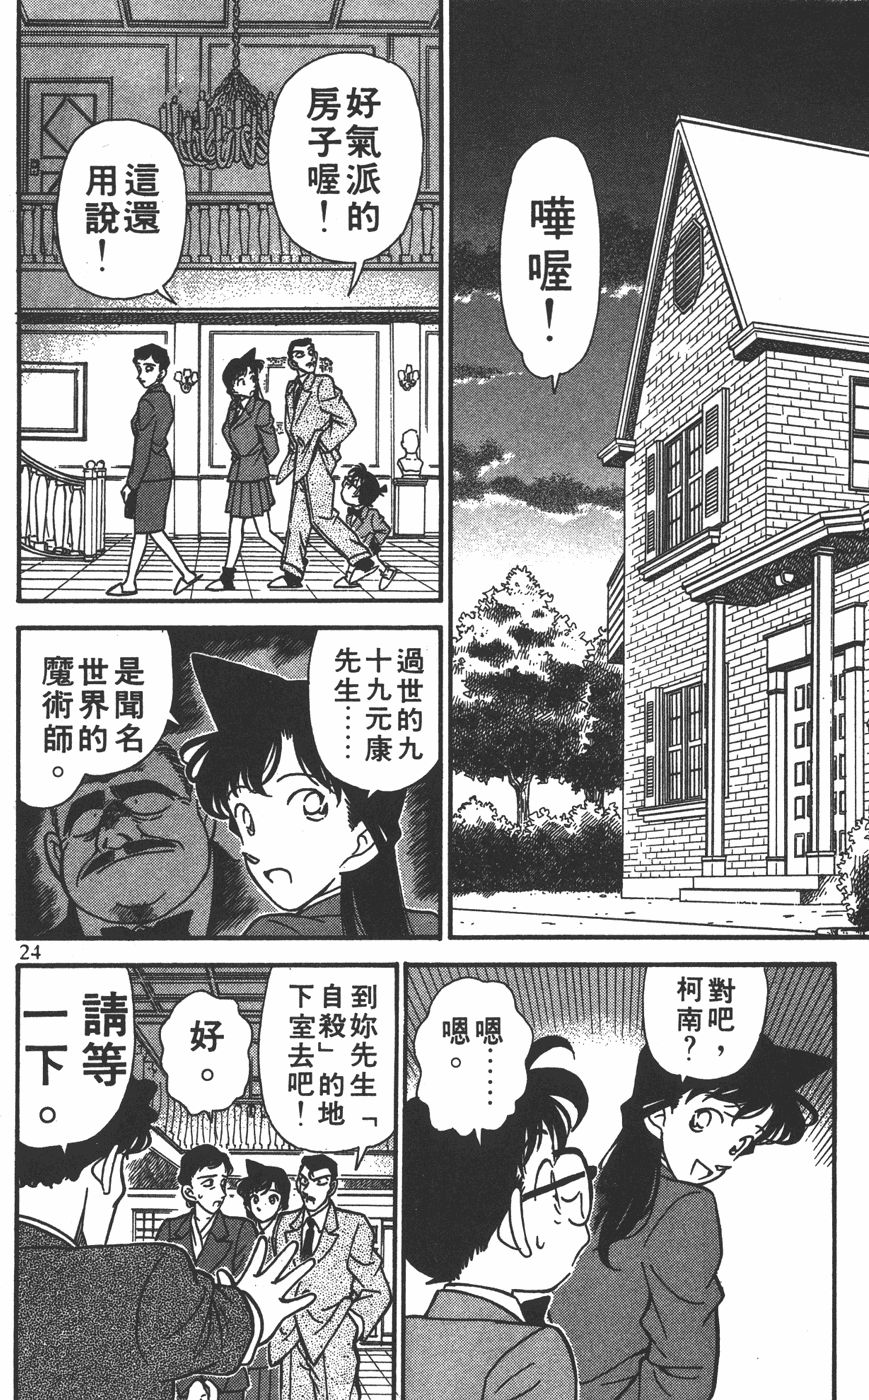 嘩
喔！
好氣派的
房子喔！
這還
用說！
過世的九
十九元康
先生……
是聞名
世界的
魔術師。
24
對吧，
柯南？
嗯……
嗯。
到妳先生「
自殺」的地
下室去吧！
好。
請等
一下。